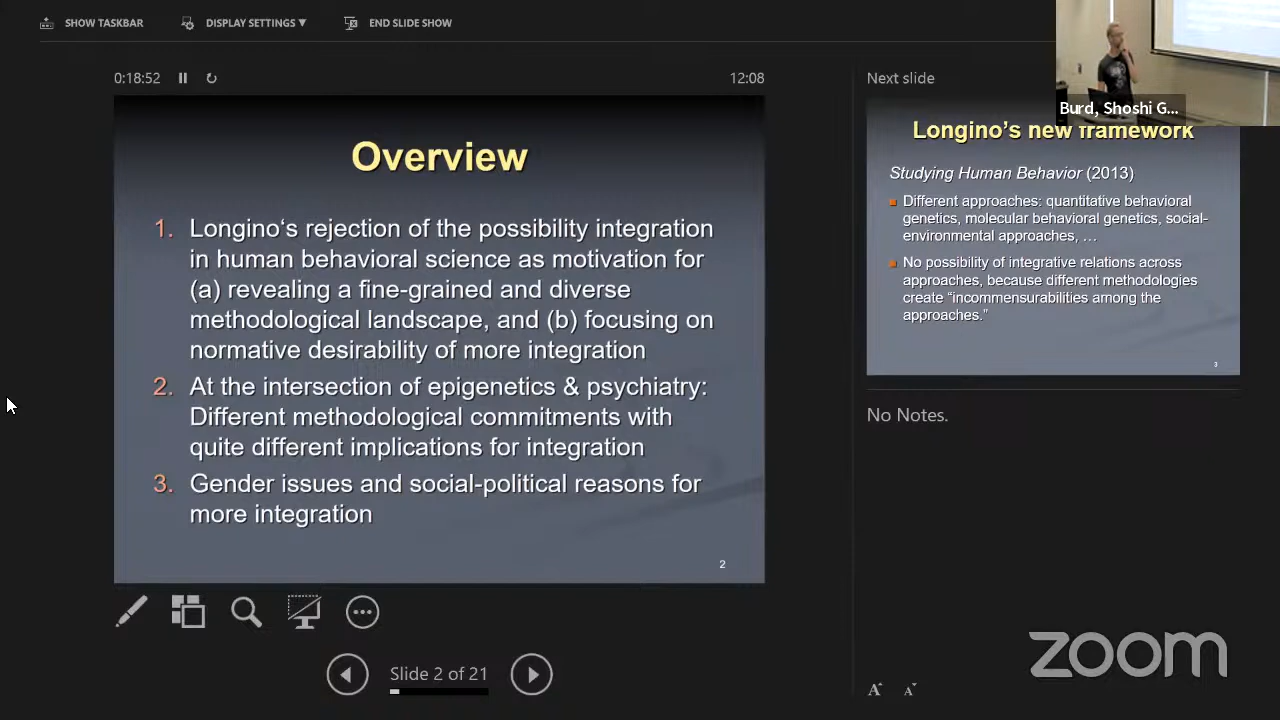 SHOW TASKBAR
DISPLAY SETTINGS ▼
END SLIDE SHOW
0:18:52
12:08
Overview
1. Longino‘s rejection of the possibility integration
in human behavioral science as motivation for
(a) revealing a fine-grained and diverse
methodological landscape, and (b) focusing on
normative desirability of more integration
2. At the intersection of epigenetics & psychiatry:
Different methodological commitments with
quite different implications for integration
3. Gender issues and social-political reasons for
more integration
2
Slide 2 of 21
Next slide
Burd, Shoshi G...
Longino’s new framework
Studying Human Behavior (2013)
Different approaches: quantitative behavioral
genetics, molecular behavioral genetics, social-
environmental approaches, …
No possibility of integrative relations across
approaches, because different methodologies
create “incommensurabilities among the
approaches.”
3
No Notes.
zoom
A A